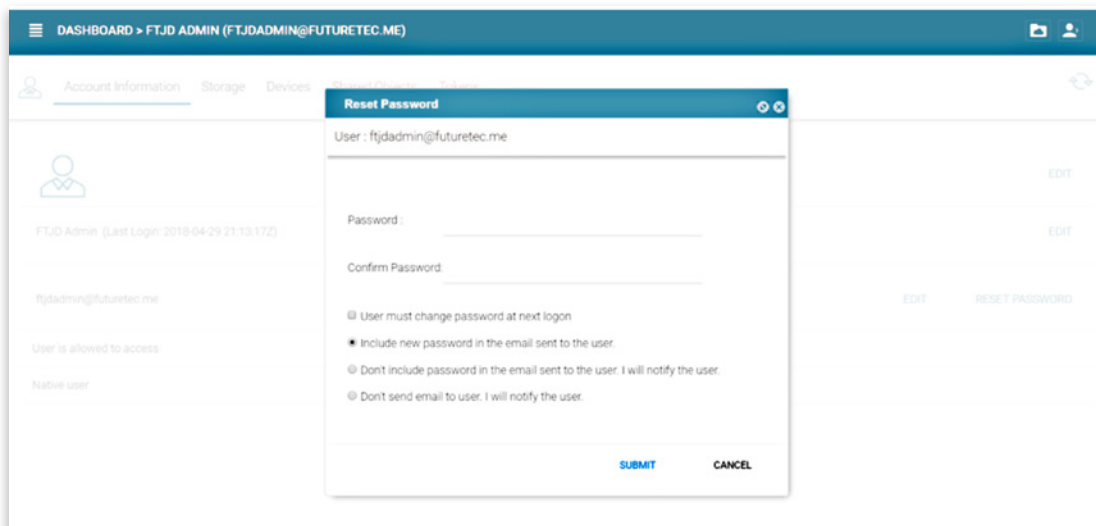 DASHBOARD > FTJD ADMIN (FTJDADMIN@FUTURETEC.ME)
Account Information Storage Devices Shared Objects Tokens
Reset Password
User : ftjdadmin@futuretec.me
EDIT
Password :
FTJD Admin (Last Login: 2018-04-29 21:13:17Z) EDIT
Confirm Password:
ftjdadmin@futuretec.me EDIT RESET PASSWORD
User must change password at next logon
Include new password in the email sent to the user.
User is allowed to access
Don't include password in the email sent to the user. I will notify the user.
Native user
Don't send email to user. I will notify the user.
SUBMIT CANCEL